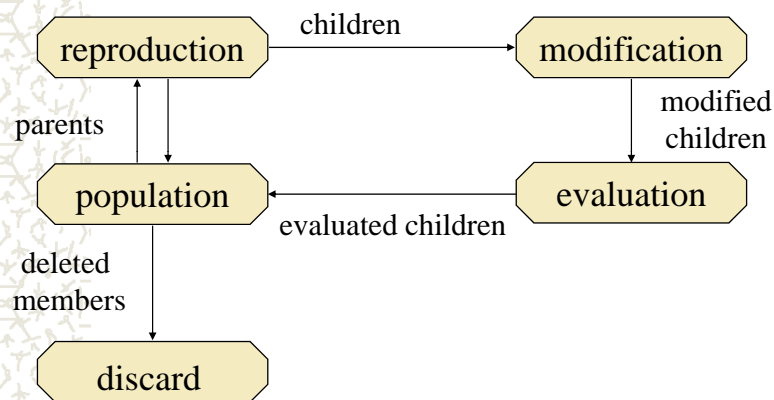 children
reproduction
modification
parents
modified
children
population
evaluation
evaluated children
deleted
members
discard